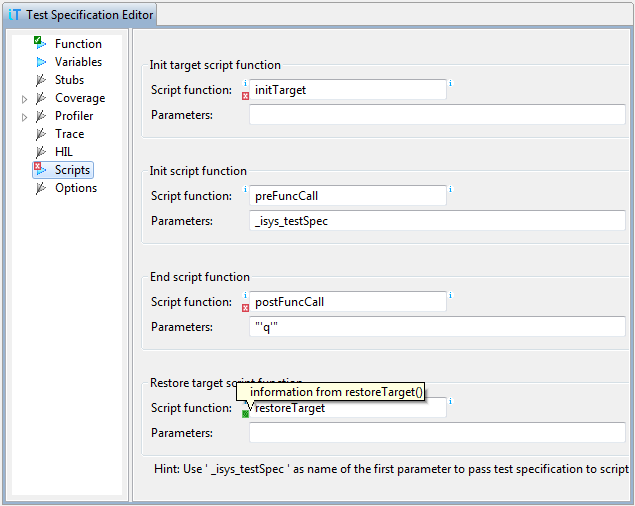 iT Test Specification Editor
Function
Variables
Stubs
Coverage
Profiler
Trace
HIL
Scripts
Options
Init target script function
Script function: initTarget
Parameters:
Init script function
Script function: preFuncCall
Parameters: _isys_testSpec
End script function
Script function: postFuncCall
Parameters: "'q'"
Restore target script function
information from restoreTarget()
Script function: restoreTarget
Parameters:
Hint: Use ' _isys_testSpec ' as name of the first parameter to pass test specification to script